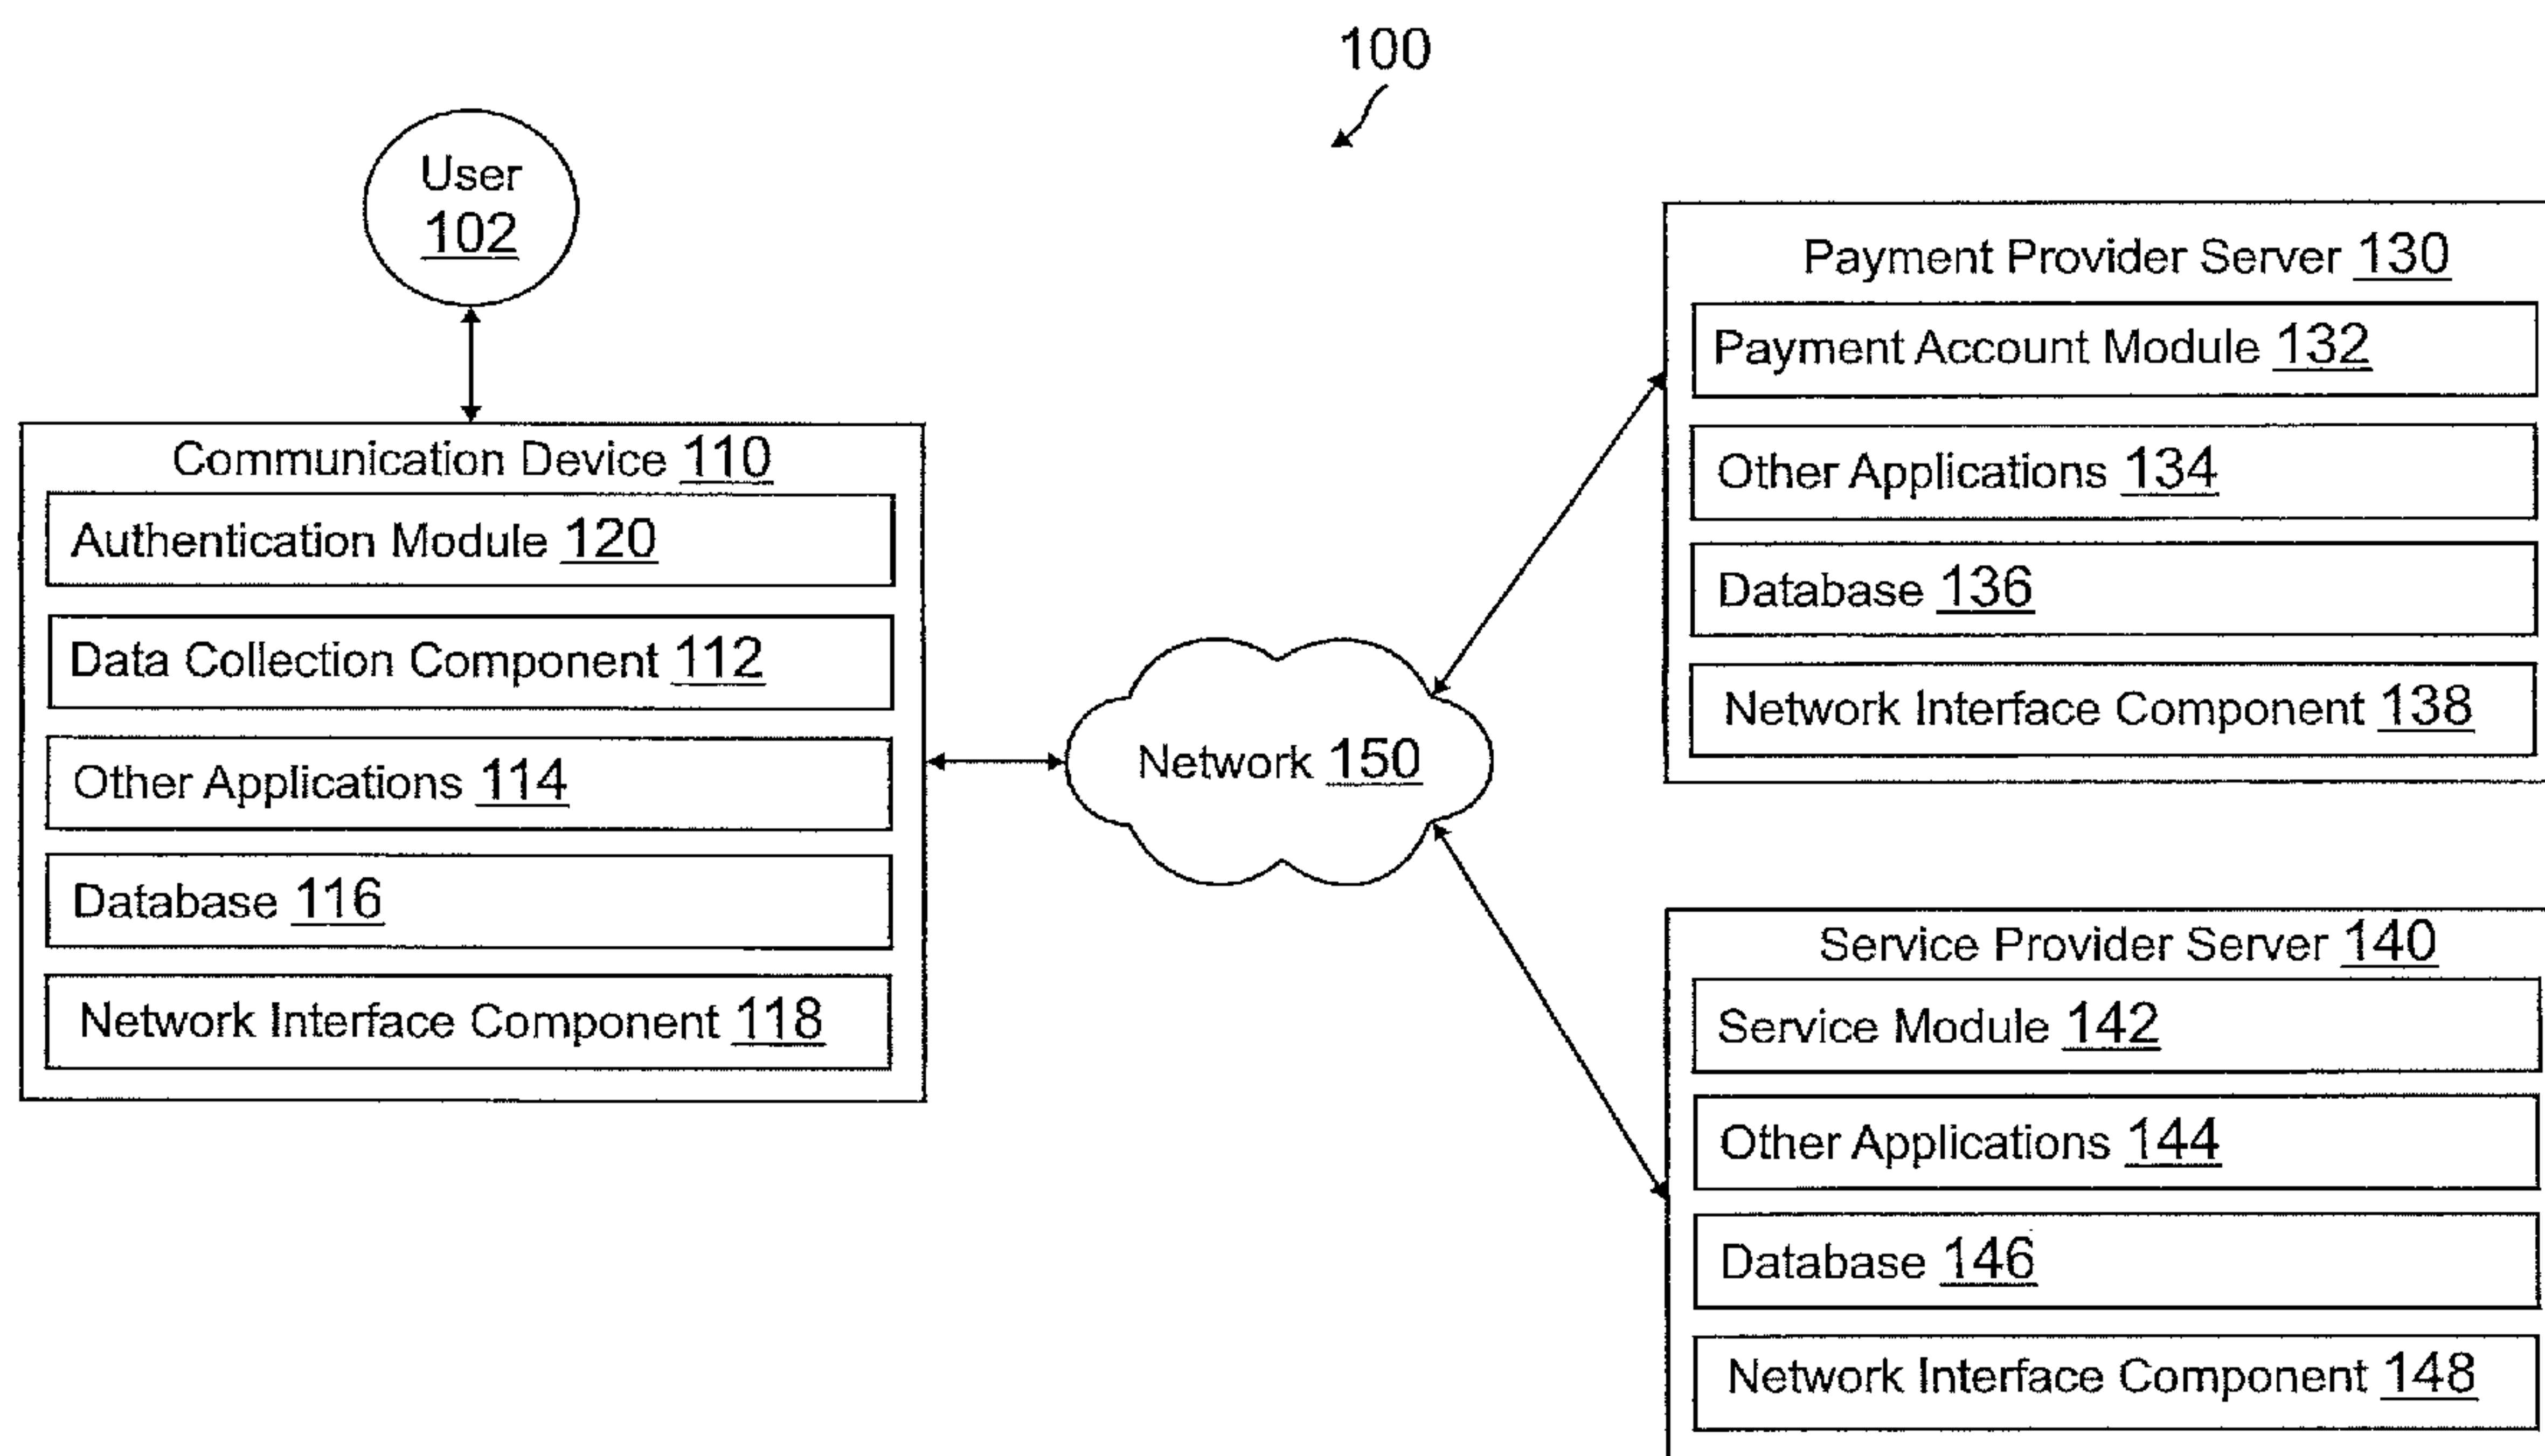 100
User
102
Communication Device 110
Authentication Module 120
Data Collection Component 112
Other Applications 114
Database 116
Network Interface Component 118
Network 150
Payment Provider Server 130
Payment Account Module 132
Other Applications 134
Database 136
Network Interface Component 138
Service Provider Server 140
Service Module 142
Other Applications 144
Database 146
Network Interface Component 148